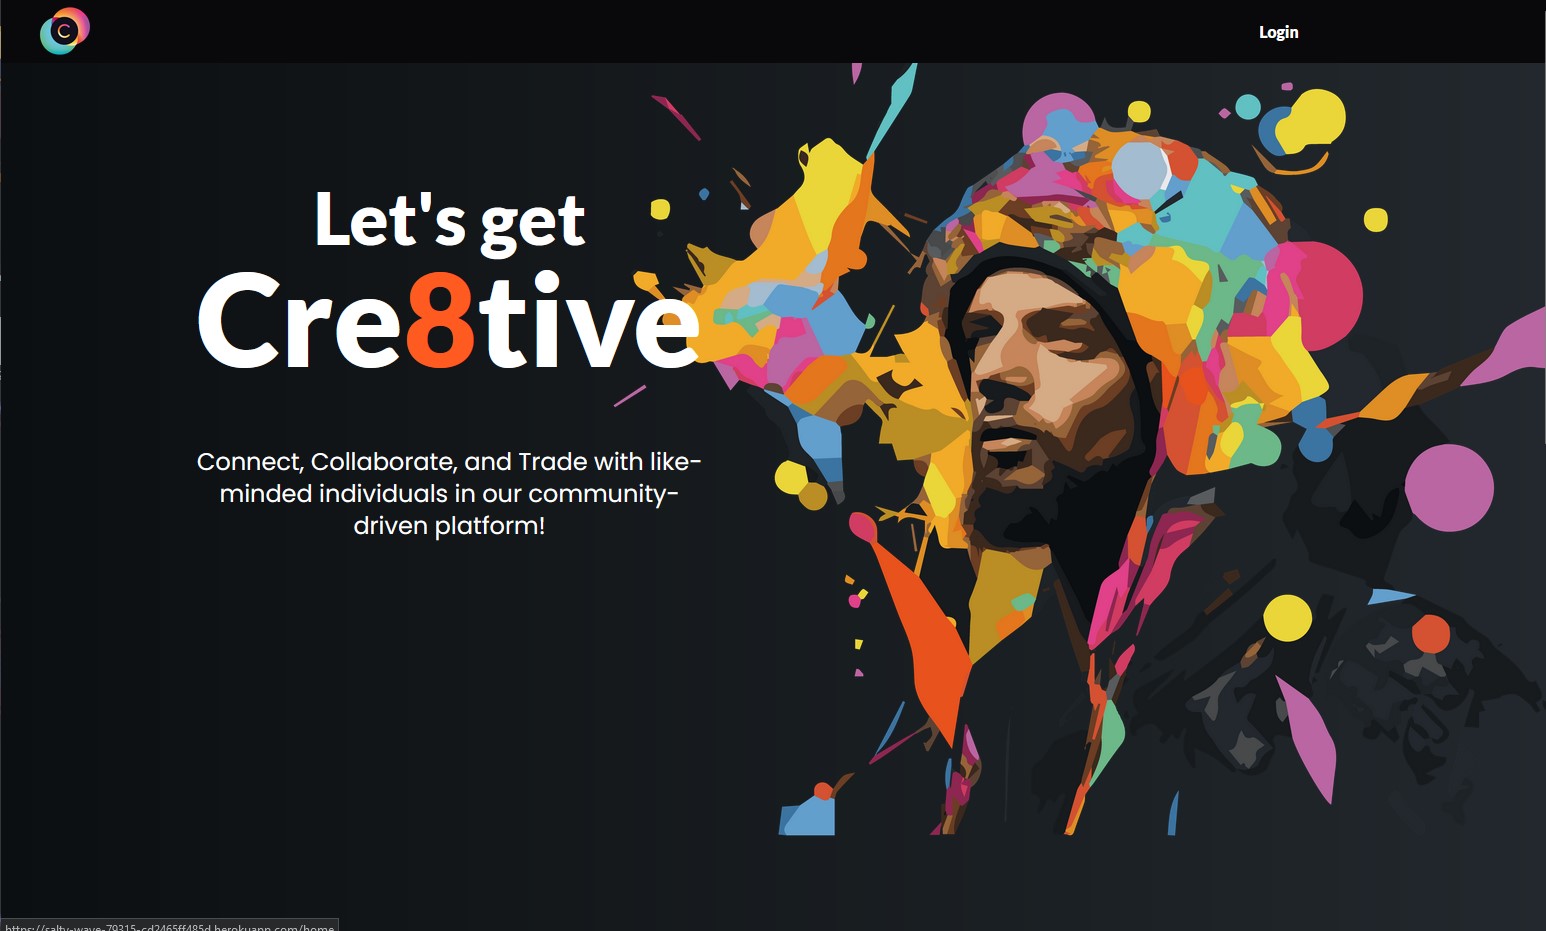 C
Login
Let's get
Cre8tive
Connect, Collaborate, and Trade with like-
minded individuals in our community-
driven platform!
https://salty-wave-79315-cd2465ff485d.herokuapp.com/home